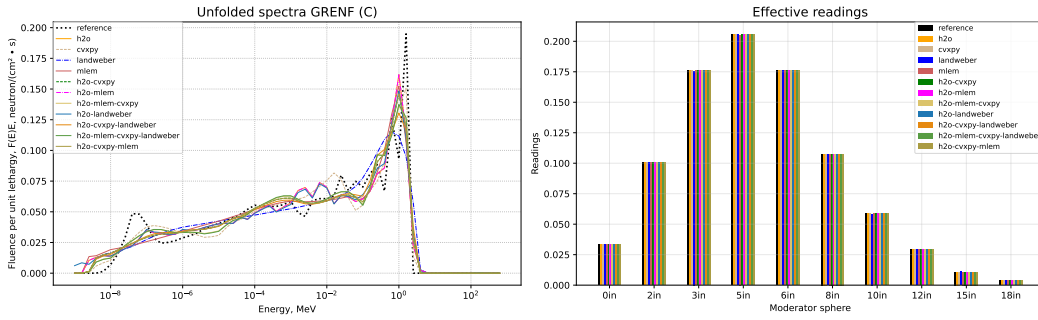 Unfolded spectra GRENF (C)
Fluence per unit lethargy, F(E)E, neutron/(cm² • s)
0.200
0.175
0.150
0.125
0.100
0.075
0.050
0.025
0.000
reference
h2o
cvxpy
landweber
mlem
h2o-cvxpy
h2o-mlem
h2o-mlem-cvxpy
h2o-landweber
h2o-cvxpy-landweber
h2o-mlem-cvxpy-landweber
h2o-cvxpy-mlem
10⁻⁸ 10⁻⁶ 10⁻⁴ 10⁻² 10⁰ 10²
Energy, MeV
Effective readings
Readings
0.200
0.175
0.150
0.125
0.100
0.075
0.050
0.025
0.000
reference
h2o
cvxpy
landweber
mlem
h2o-cvxpy
h2o-mlem
h2o-mlem-cvxpy
h2o-landweber
h2o-cvxpy-landweber
h2o-mlem-cvxpy-landweber
h2o-cvxpy-mlem
0in 2in 3in 5in 6in 8in 10in 12in 15in 18in
Moderator sphere